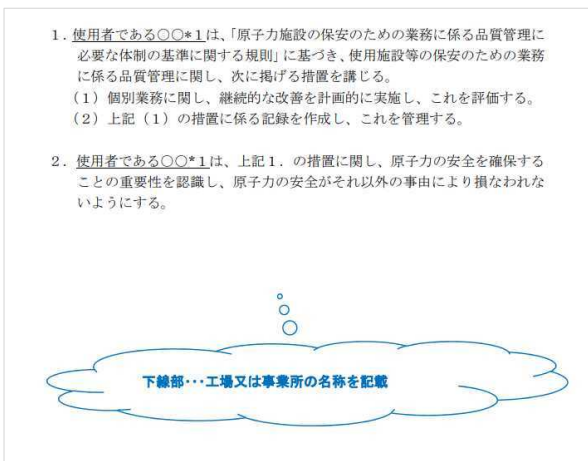 1.使用者である○○*1は、「原子力施設の保安のための業務に係る品質管理に
必要な体制の基準に関する規則」に基づき、使用施設等の保安のための業務
に係る品質管理に関し、次に掲げる措置を講じる。
(1)個別業務に関し、継続的な改善を計画的に実施し、これを評価する。
(2)上記(1)の措置に係る記録を作成し、これを管理する。
2.使用者である○○*1は、上記1.の措置に関し、原子力の安全を確保する
ことの重要性を認識し、原子力の安全がそれ以外の事由により損なわれな
いようにする。
下線部・・・工場又は事業所の名称を記載